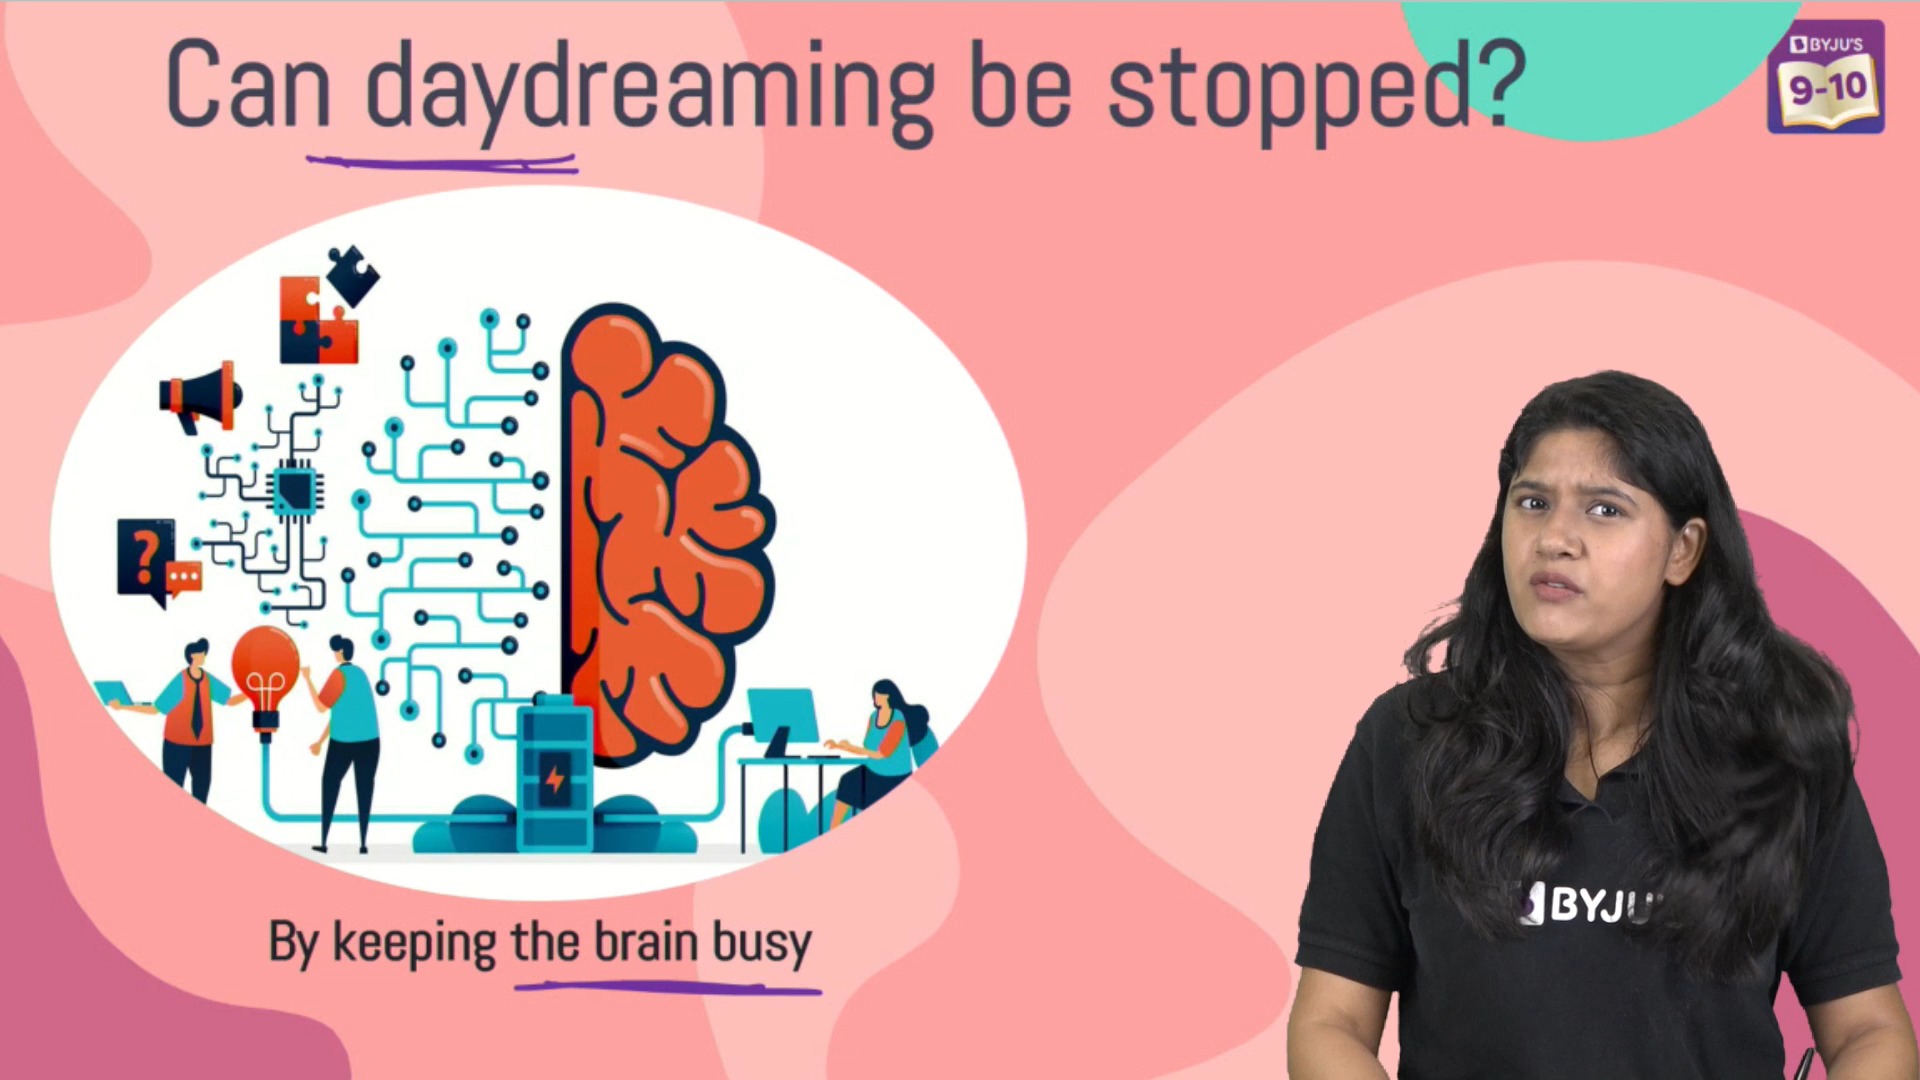 Can daydreaming be stopped?
BYJU'S
9-10
?
By keeping the brain busy
BYJU'